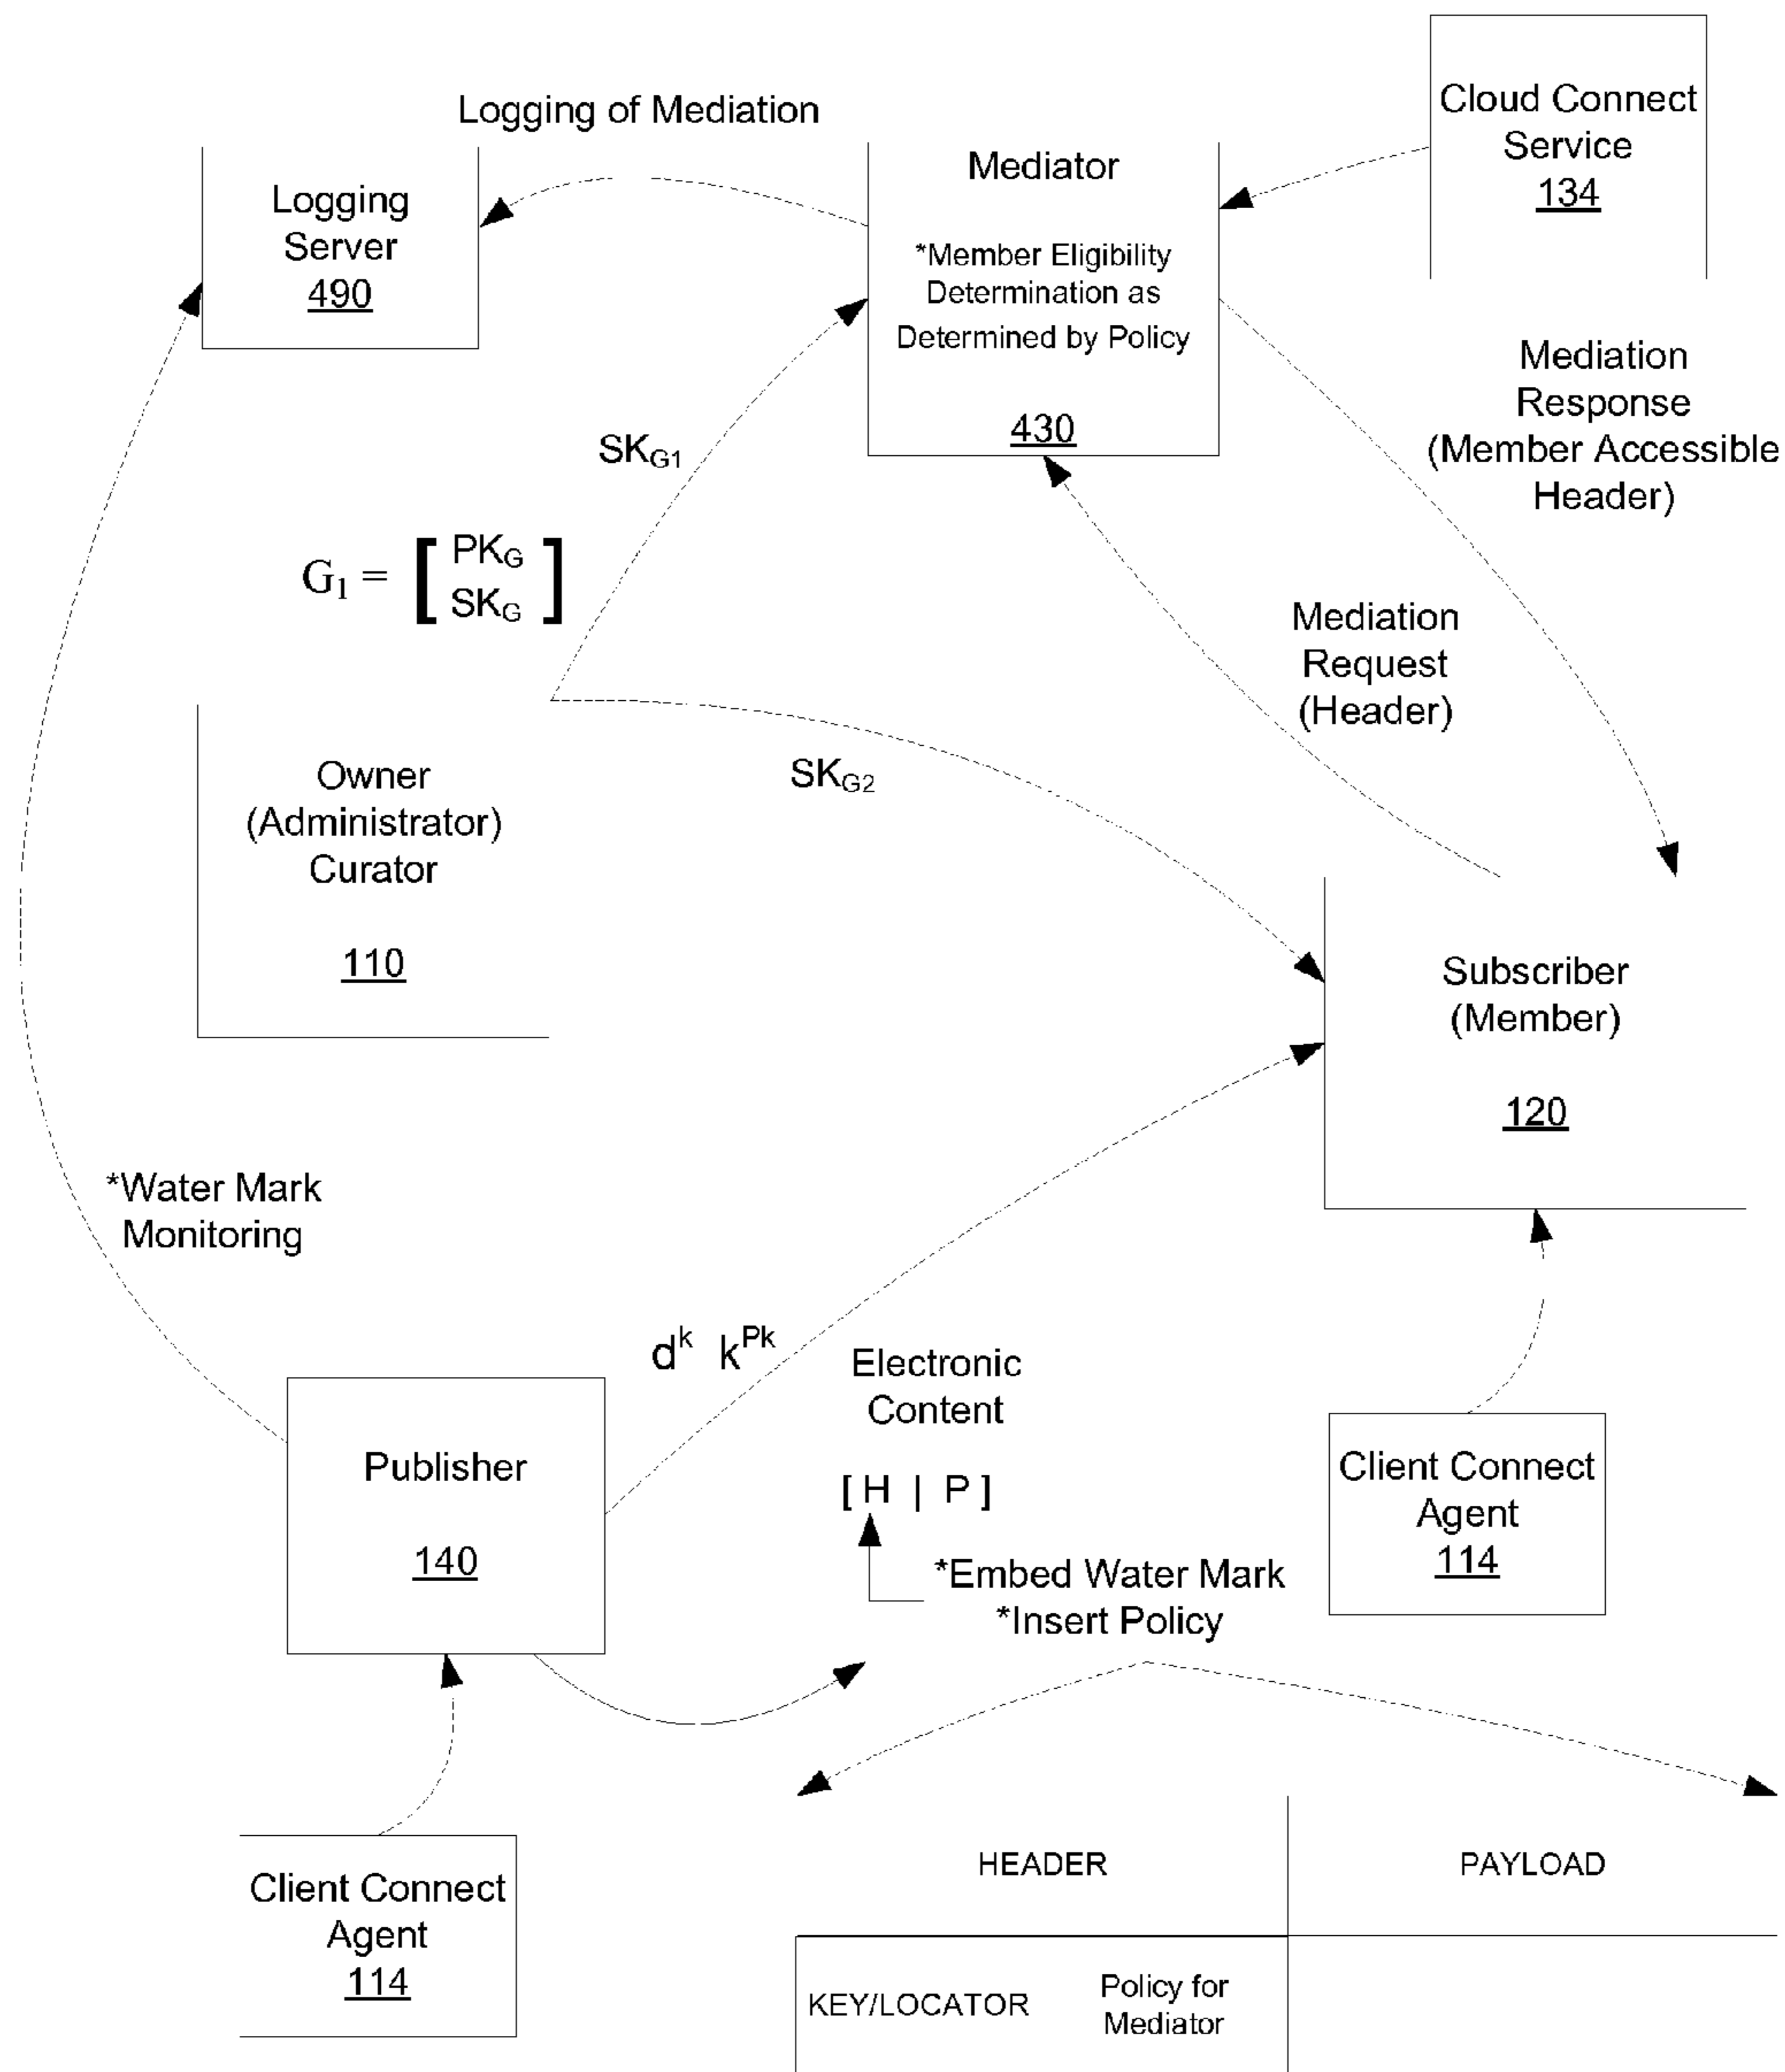 Logging of Mediation
Cloud Connect
Service
134
Logging
Server
490
Mediator
*Member Eligibility
Determination as
Determined by Policy
430
Mediation
Response
(Member Accessible
Header)
SKG1
G1 = [ PKG
SKG ]
Mediation
Request
(Header)
SKG2
Owner
(Administrator)
Curator
110
Subscriber
(Member)
120
*Water Mark
Monitoring
d^k k^Pk
Electronic
Content
[ H | P ]
*Embed Water Mark
*Insert Policy
Publisher
140
Client Connect
Agent
114
Client Connect
Agent
114
HEADER
PAYLOAD
KEY/LOCATOR
Policy for
Mediator